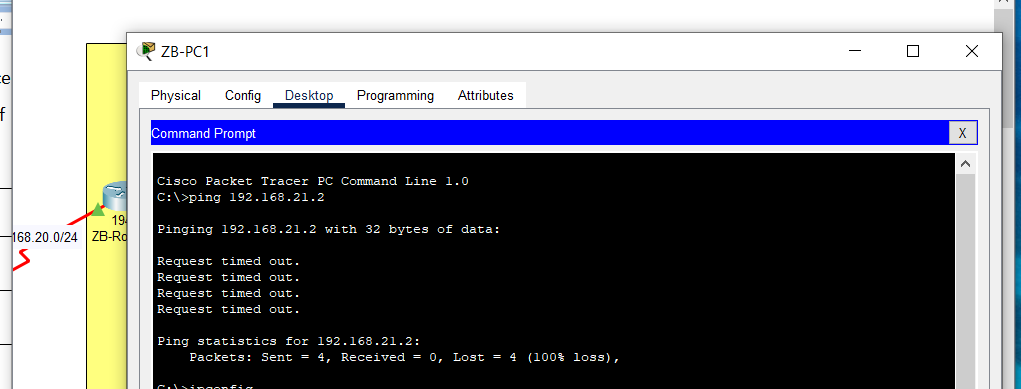 ZB-PC1
Physical Config Desktop Programming Attributes
Command Prompt
X
Cisco Packet Tracer PC Command Line 1.0
C:\>ping 192.168.21.2
Pinging 192.168.21.2 with 32 bytes of data:
Request timed out.
Request timed out.
Request timed out.
Request timed out.
Ping statistics for 192.168.21.2:
Packets: Sent = 4, Received = 0, Lost = 4 (100% loss),
C:\>ipconfig
ce
f
194
168.20.0/24
ZB-Ro